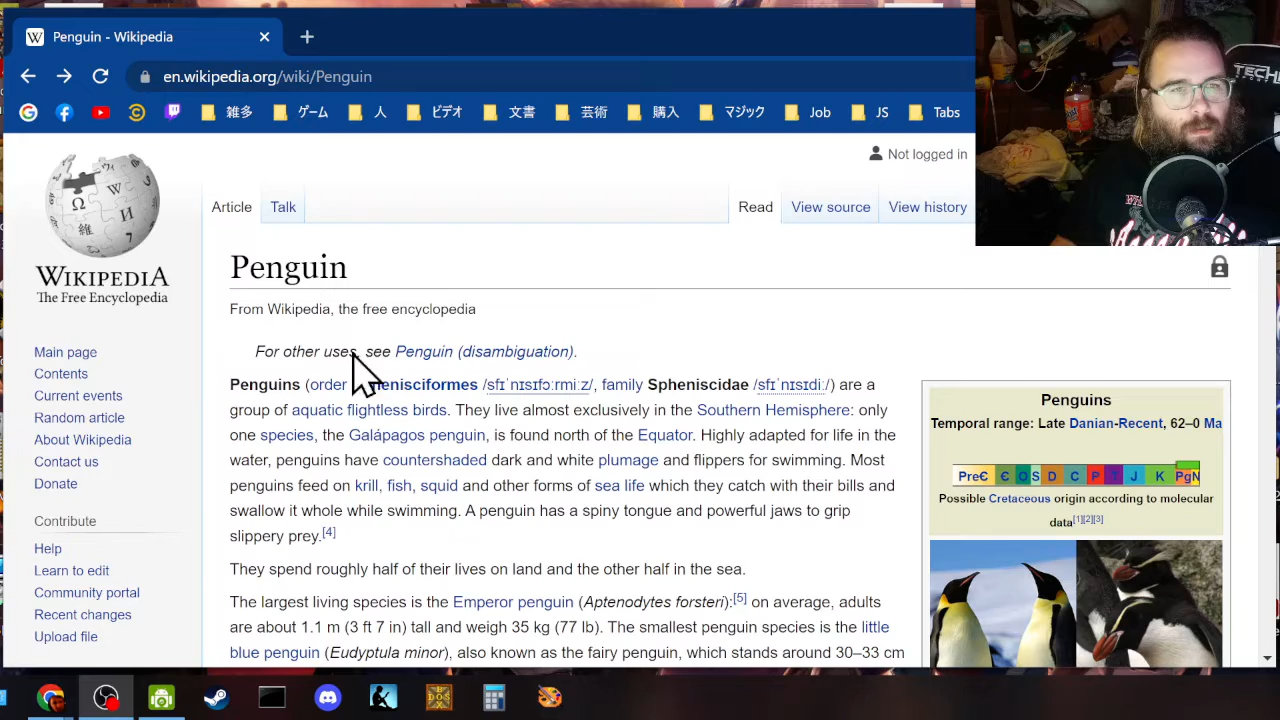 Penguin - Wikipedia
en.wikipedia.org/wiki/Penguin
雑多 ゲーム 人 ビデオ 文書 芸術 購入 マジック Job JS Tabs
TECH
Not logged in
Article Talk Read View source View history
WIKIPEDIA
The Free Encyclopedia
Main page
Contents
Current events
Random article
About Wikipedia
Contact us
Donate
Contribute
Help
Learn to edit
Community portal
Recent changes
Upload file
Penguin
From Wikipedia, the free encyclopedia
For other uses, see Penguin (disambiguation).
Penguins (order henisciformes /sfɪˈnɪsɪfɔːrmiːz/, family Spheniscidae /sfɪˈnɪsɪdiː/) are a
group of aquatic flightless birds. They live almost exclusively in the Southern Hemisphere: only
one species, the Galápagos penguin, is found north of the Equator. Highly adapted for life in the
water, penguins have countershaded dark and white plumage and flippers for swimming. Most
penguins feed on krill, fish, squid and other forms of sea life which they catch with their bills and
swallow it whole while swimming. A penguin has a spiny tongue and powerful jaws to grip
slippery prey.[4]
They spend roughly half of their lives on land and the other half in the sea.
The largest living species is the Emperor penguin (Aptenodytes forsteri):[5] on average, adults
are about 1.1 m (3 ft 7 in) tall and weigh 35 kg (77 lb). The smallest penguin species is the little
blue penguin (Eudyptula minor), also known as the fairy penguin, which stands around 30–33 cm
Penguins
Temporal range: Late Danian-Recent, 62–0 Ma
PreꞒ Ꞓ O S D C P T J K PgN
Possible Cretaceous origin according to molecular
data[1][2][3]